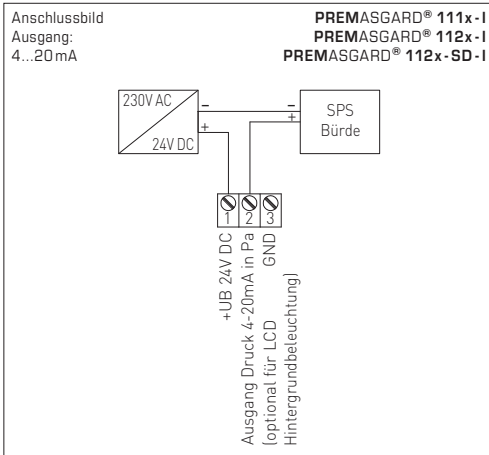 Anschlussbild
Ausgang:
4...20 mA
PREMASGARD® 111x-I
PREMASGARD® 112x-I
PREMASGARD® 112x-SD-I
230V AC
24V DC
–
+
–
+
SPS
Bürde
1
2
3
+UB 24V DC
Ausgang Druck 4-20mA in Pa
(optional für LCD
Hintergrundbeleuchtung)
GND